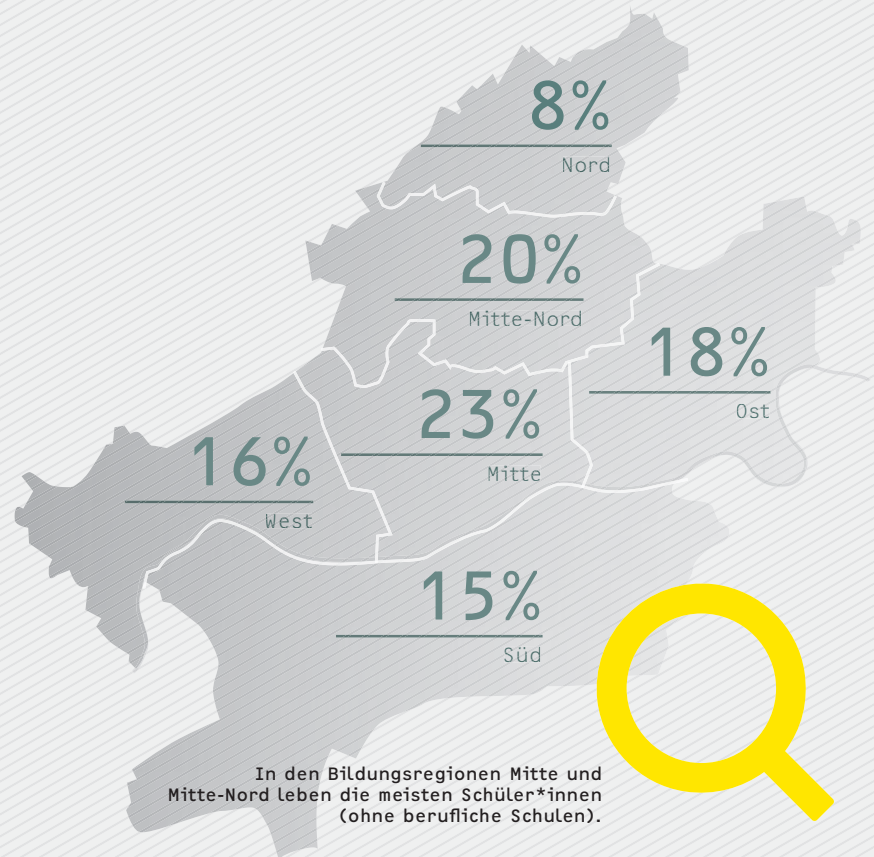 8%
Nord
20%
Mitte-Nord
18%
Ost
23%
Mitte
16%
West
15%
Süd
In den Bildungsregionen Mitte und
Mitte-Nord leben die meisten Schüler*innen
(ohne berufliche Schulen).